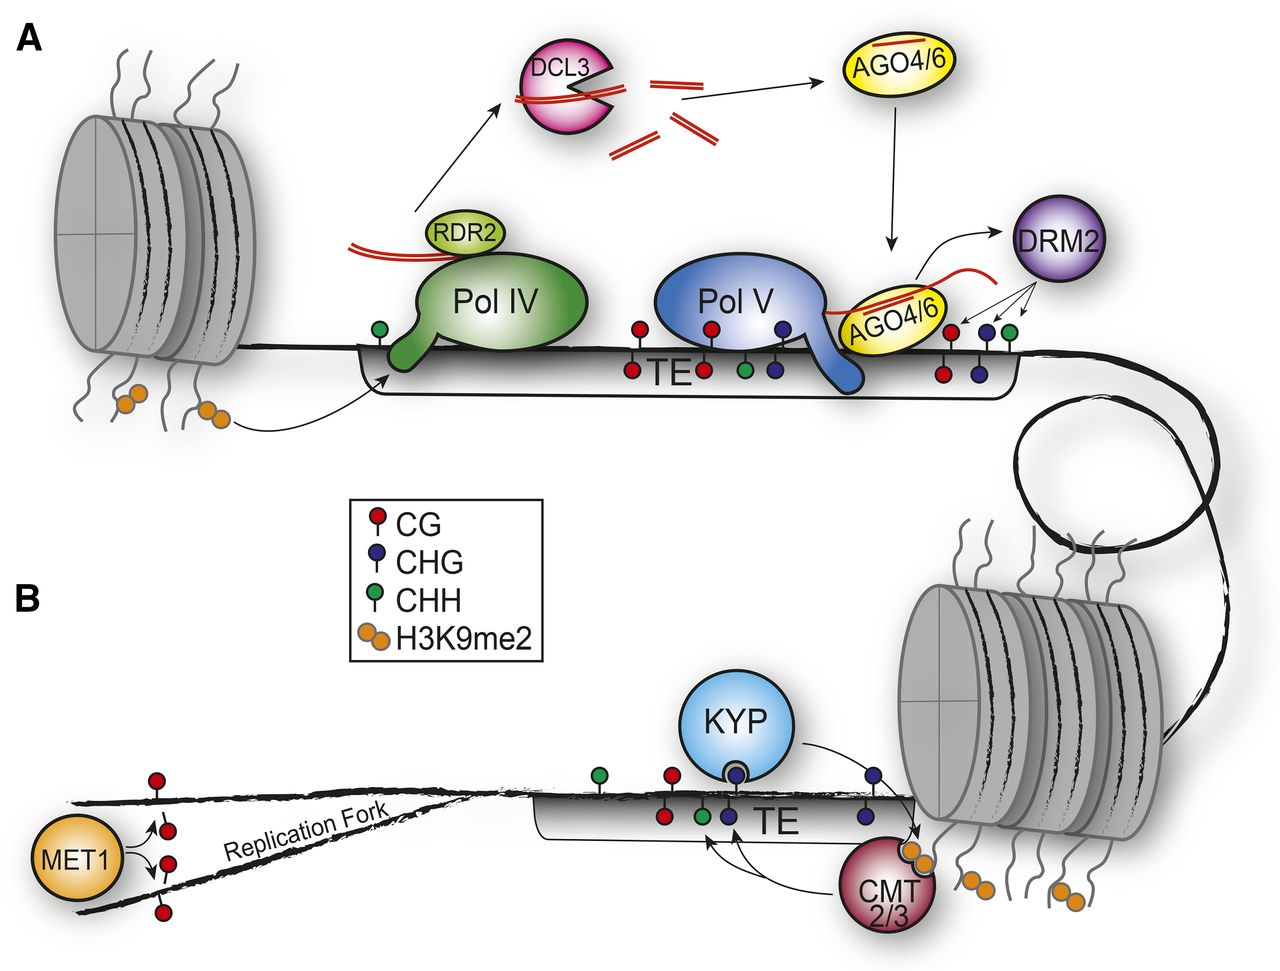 A
DCL3
AGO4/6
RDR2
DRM2
Pol IV
Pol V
AGO4/6
TE
CG
CHG
CHH
H3K9me2
B
KYP
TE
Replication Fork
MET1
CMT
2/3